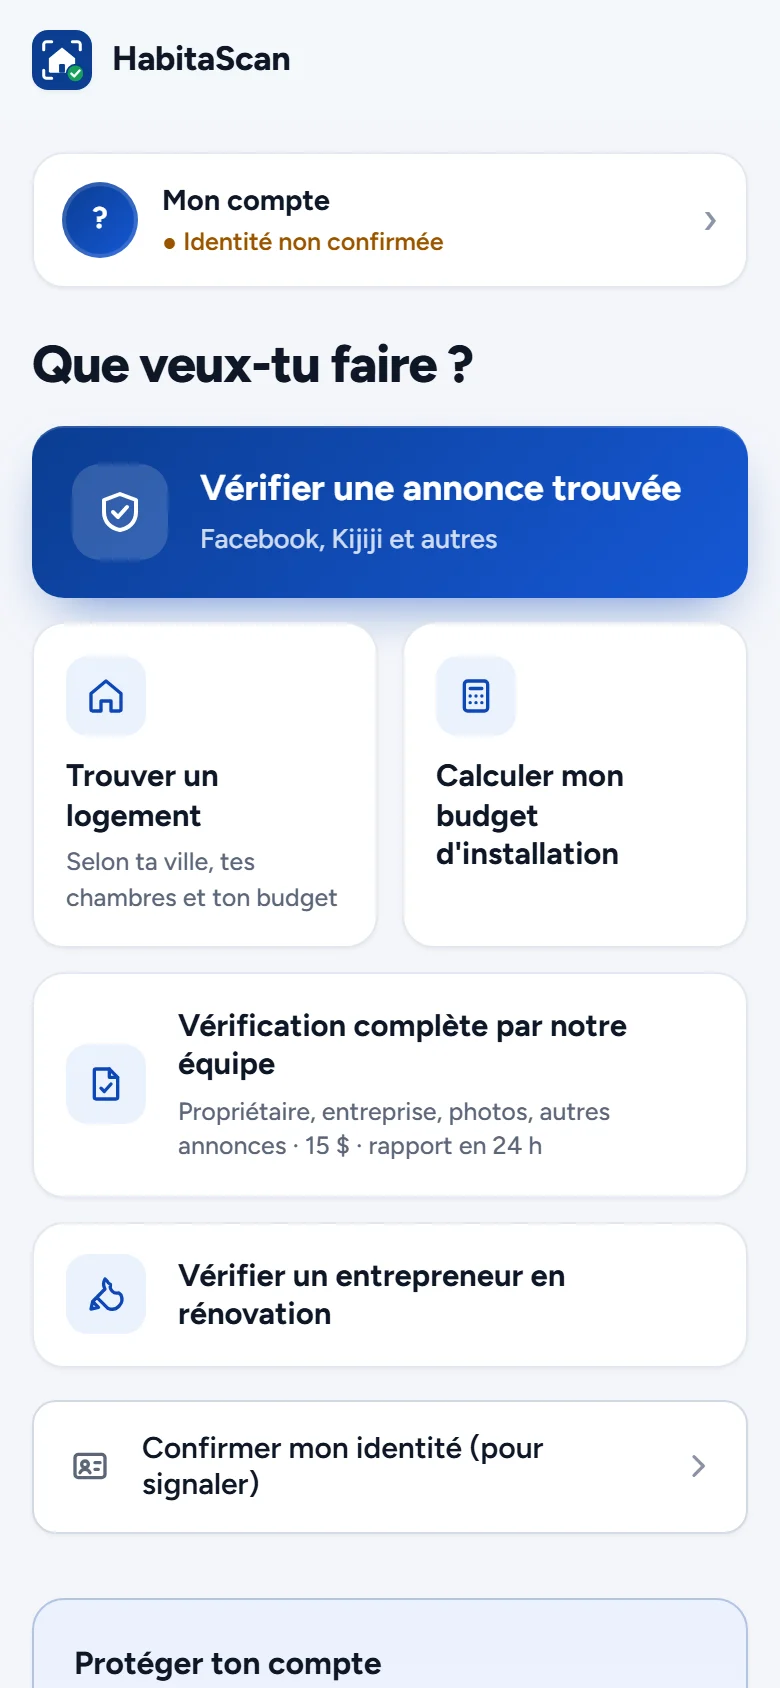 HabitaScan
?
Mon compte
● Identité non confirmée
Que veux-tu faire ?
Vérifier une annonce trouvée
Facebook, Kijiji et autres
Trouver un
logement
Selon ta ville, tes
chambres et ton budget
Calculer mon
budget
d'installation
Vérification complète par notre
équipe
Propriétaire, entreprise, photos, autres
annonces · 15 $ · rapport en 24 h
Vérifier un entrepreneur en
rénovation
Confirmer mon identité (pour
signaler)
Protéger ton compte